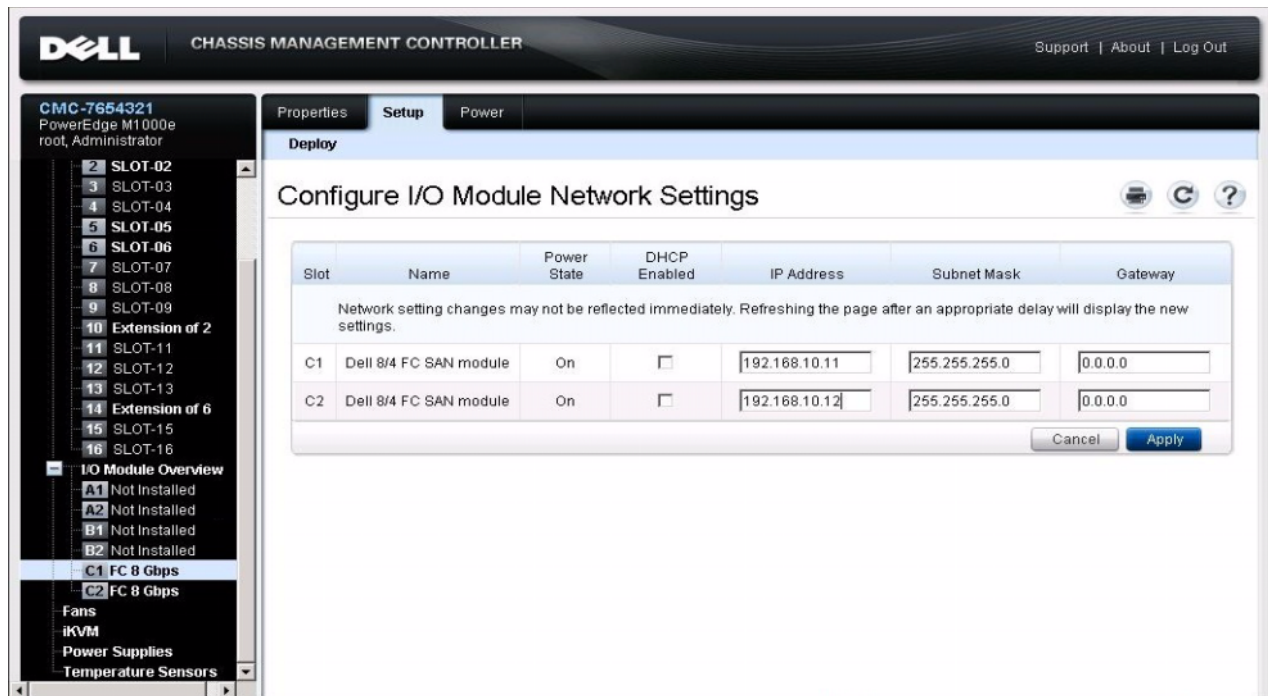 DELL
CHASSIS MANAGEMENT CONTROLLER
Support | About | Log Out
CMC-7654321
PowerEdge M1000e
root, Administrator
2 SLOT-02
3 SLOT-03
4 SLOT-04
5 SLOT-05
6 SLOT-06
7 SLOT-07
8 SLOT-08
9 SLOT-09
10 Extension of 2
11 SLOT-11
12 SLOT-12
13 SLOT-13
14 Extension of 6
15 SLOT-15
16 SLOT-16
I/O Module Overview
A1 Not Installed
A2 Not Installed
B1 Not Installed
B2 Not Installed
C1 FC 8 Gbps
C2 FC 8 Gbps
Fans
iKVM
Power Supplies
Temperature Sensors
Properties Setup Power
Deploy
Configure I/O Module Network Settings
?
Slot Name Power State DHCP Enabled IP Address Subnet Mask Gateway
Network setting changes may not be reflected immediately. Refreshing the page after an appropriate delay will display the new
settings.
C1 Dell 8/4 FC SAN module On 192.168.10.11 255.255.255.0 0.0.0.0
C2 Dell 8/4 FC SAN module On 192.168.10.12 255.255.255.0 0.0.0.0
Cancel Apply